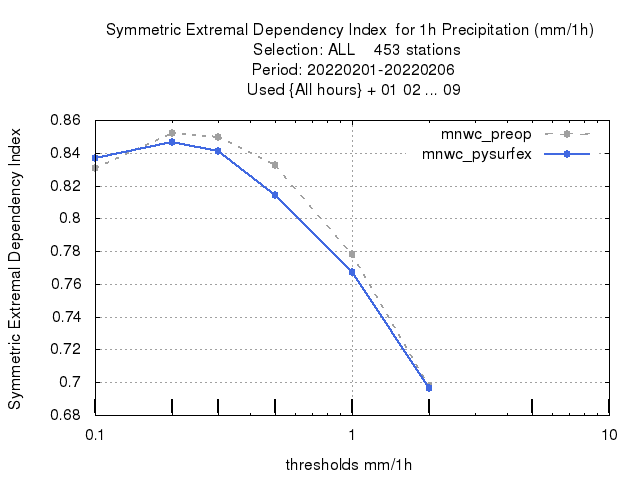 Symmetric Extremal Dependency Index  for 1h Precipitation (mm/1h)
Selection: ALL    453 stations
Period: 20220201-20220206
Used {All hours} + 01 02 ... 09
Symmetric Extremal Dependency Index
0.86
0.84
0.82
0.8
0.78
0.76
0.74
0.72
0.7
0.68
mnwc_preop
mnwc_pysurfex
0.1
1
10
thresholds mm/1h